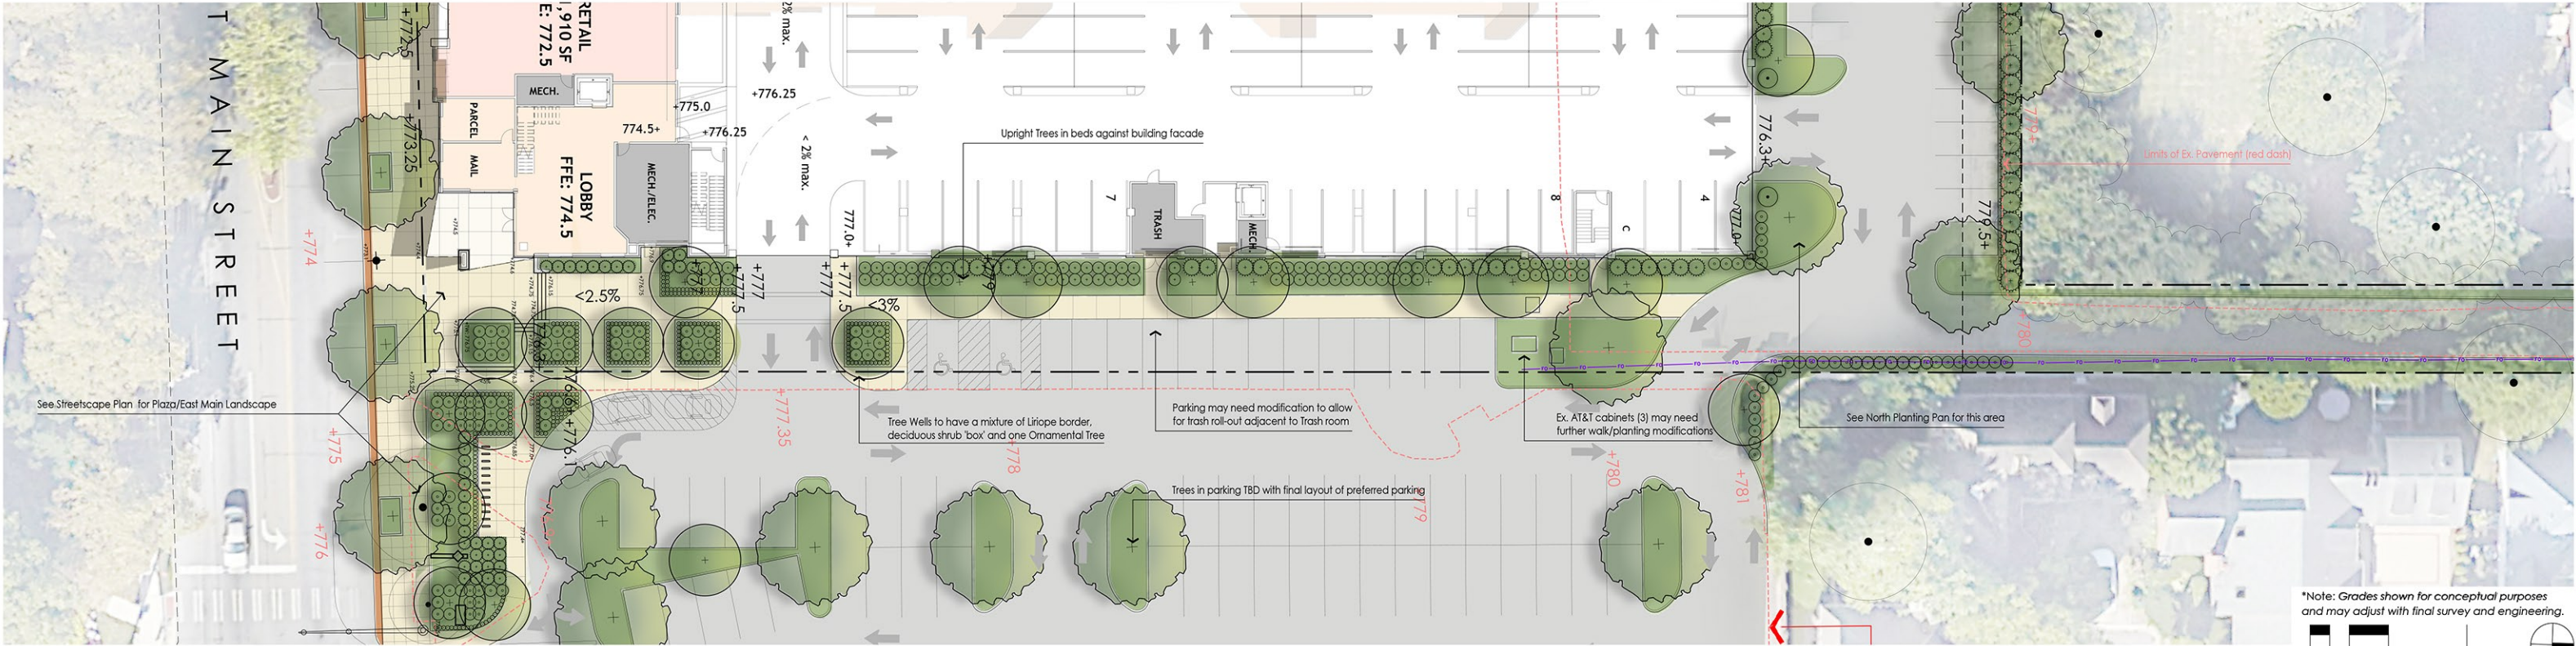 T MAIN STREET
+772.5
RETAIL
,910 SF
E: 772.5
MECH.
PARCEL
MAIL
LOBBY
FFE: 774.5
MECH./ELEC.
774.5+
+775.0
+776.25
+776.25
2% max.
< 2% max.
+773.25
Upright Trees in beds against building facade
7
TRASH
MECH.
8
C
4
776.3+
777.0+
777.9+
779.5+
779+
Limits of Ex. Pavement (red dash)
+774
<2.5%
+777
+777.5
+777
+777
+777.5
<3%
+779
+780
See Streetscape Plan for Plaza/East Main Landscape
+775
+776
+776.1
+777.35
Tree Wells to have a mixture of Liriope border,
deciduous shrub 'box' and one Ornamental Tree
Parking may need modification to allow
for trash roll-out adjacent to Trash room
Ex. AT&T cabinets (3) may need
further walk/planting modifications
See North Planting Pan for this area
FO
+778
+780
+781
Trees in parking TBD with final layout of preferred parking
+779
*Note: Grades shown for conceptual purposes
and may adjust with final survey and engineering.